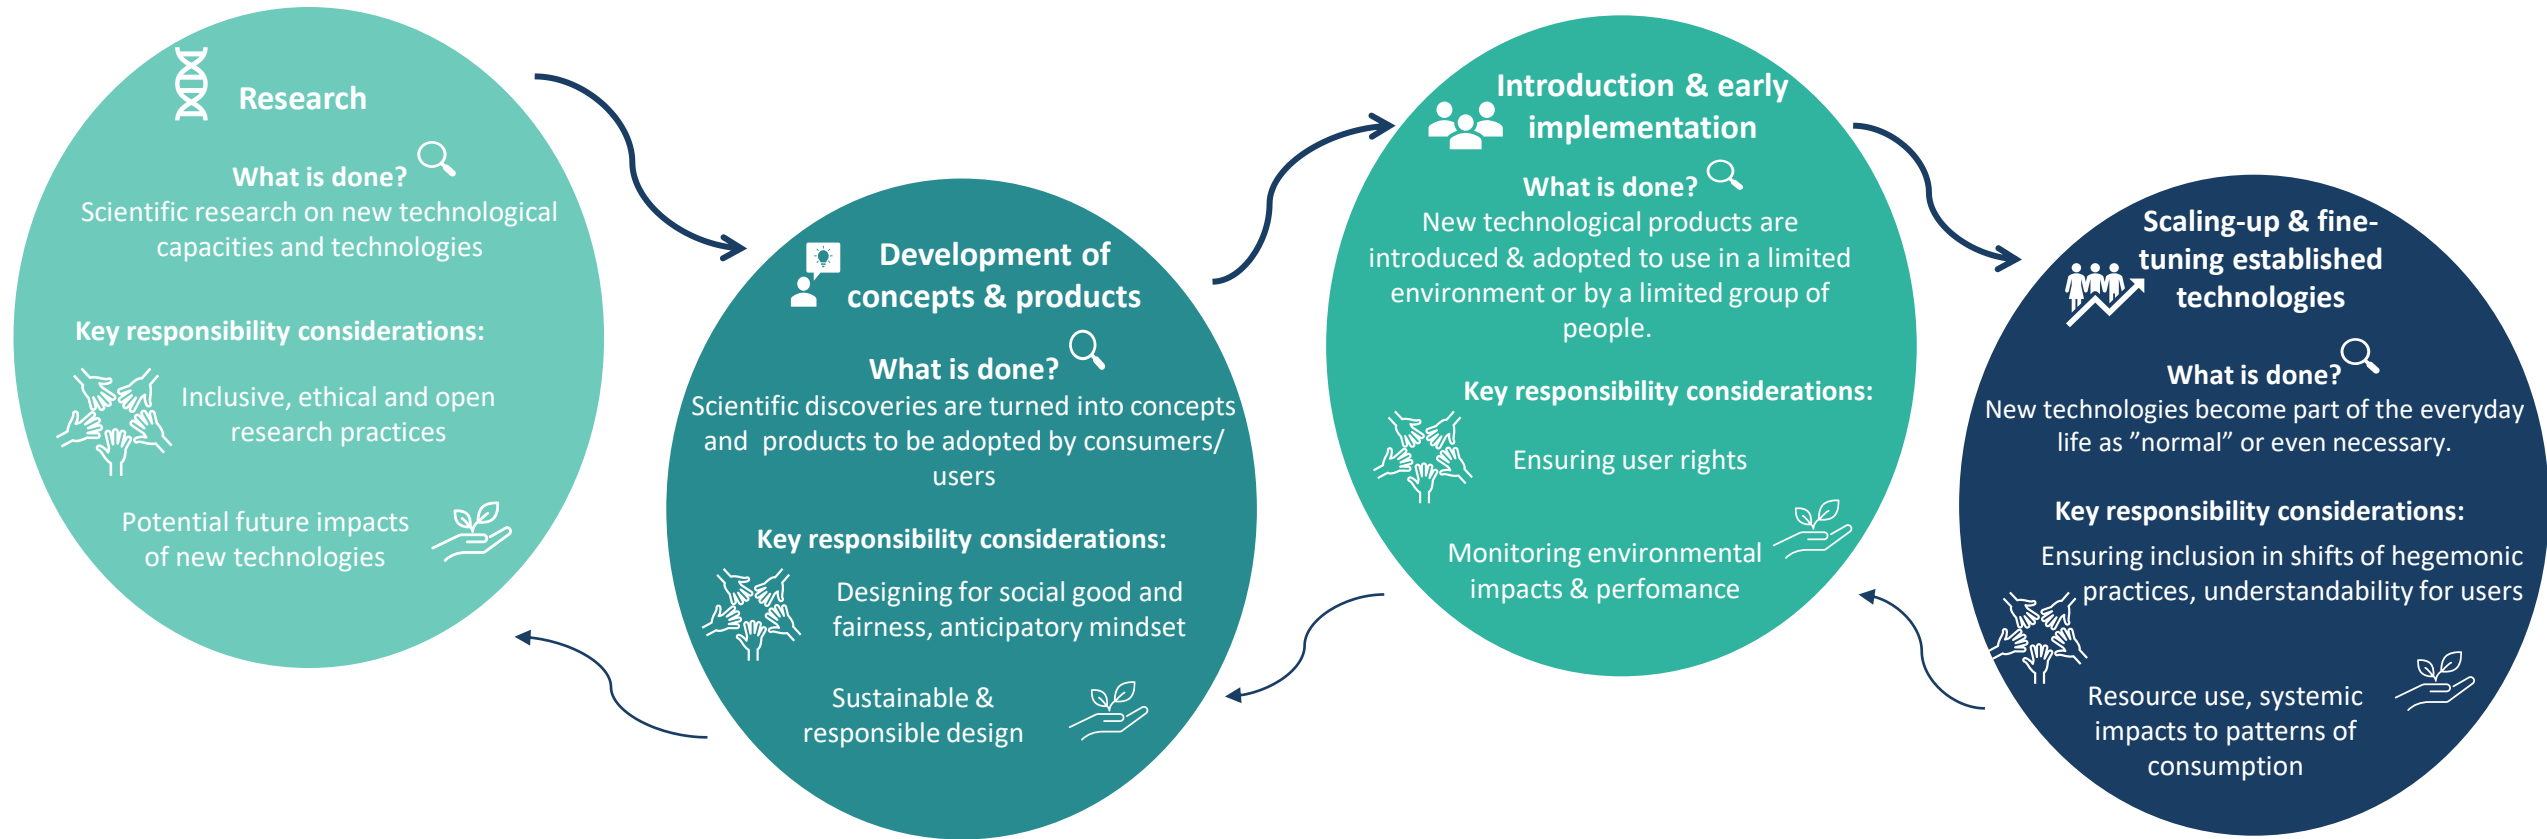 Research
What is done?
Scientific research on new technological
capacities and technologies
Key responsibility considerations:
Inclusive, ethical and open
research practices
Potential future impacts
of new technologies
Development of
concepts & products
What is done?
Scientific discoveries are turned into concepts
and products to be adopted by consumers/
users
Key responsibility considerations:
Designing for social good and
fairness, anticipatory mindset
Sustainable &
responsible design
Introduction & early
implementation
What is done?
New technological products are
introduced & adopted to use in a limited
environment or by a limited group of
people.
Key responsibility considerations:
Ensuring user rights
Monitoring environmental
impacts & perfomance
Scaling-up & fine-
tuning established
technologies
What is done?
New technologies become part of the everyday
life as ”normal” or even necessary.
Key responsibility considerations:
Ensuring inclusion in shifts of hegemonic
practices, understandability for users
Resource use, systemic
impacts to patterns of
consumption